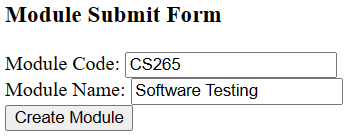 Module Submit Form
Module Code: CS265
Module Name: Software Testing
Create Module